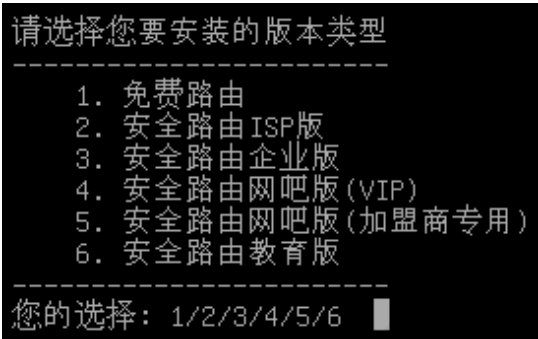 请选择您要安装的版本类型
------------------------
1. 免费路由
2. 安全路由ISP版
3. 安全路由企业版
4. 安全路由网吧版(VIP)
5. 安全路由网吧版(加盟商专用)
6. 安全路由教育版
------------------------
您的选择: 1/2/3/4/5/6